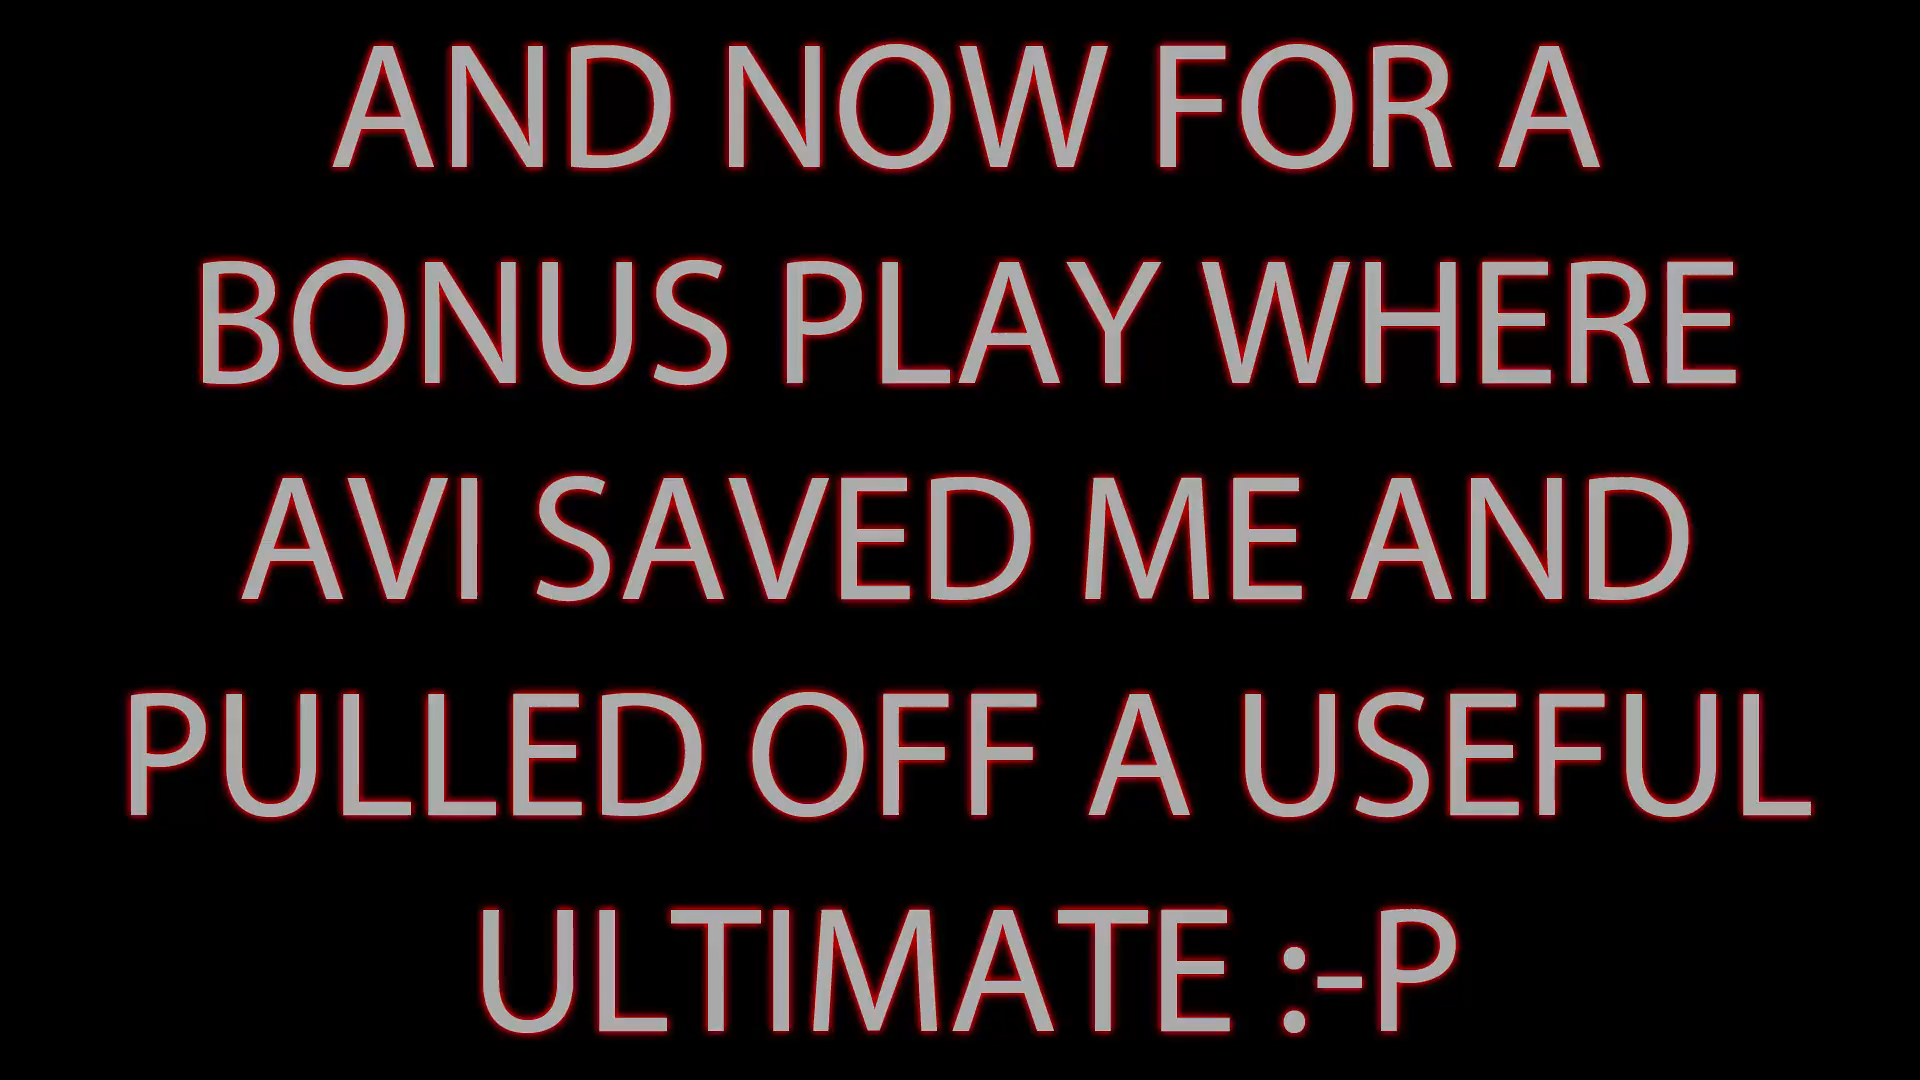 AND NOW FOR A
BONUS PLAY WHERE
AVI SAVED ME AND
PULLED OFF A USEFUL
ULTIMATE :-P